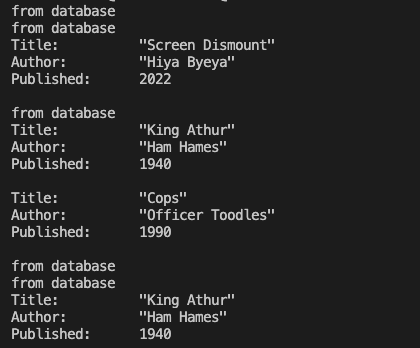 from database
from database
Title: "Screen Dismount"
Author: "Hiya Byeya"
Published: 2022
from database
Title: "King Athur"
Author: "Ham Hames"
Published: 1940
Title: "Cops"
Author: "Officer Toodles"
Published: 1990
from database
from database
Title: "King Athur"
Author: "Ham Hames"
Published: 1940